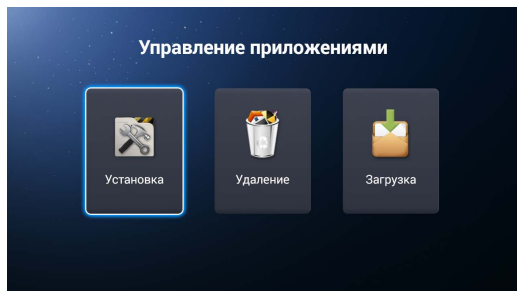 Управление приложениями
Установка
Удаление
Загрузка